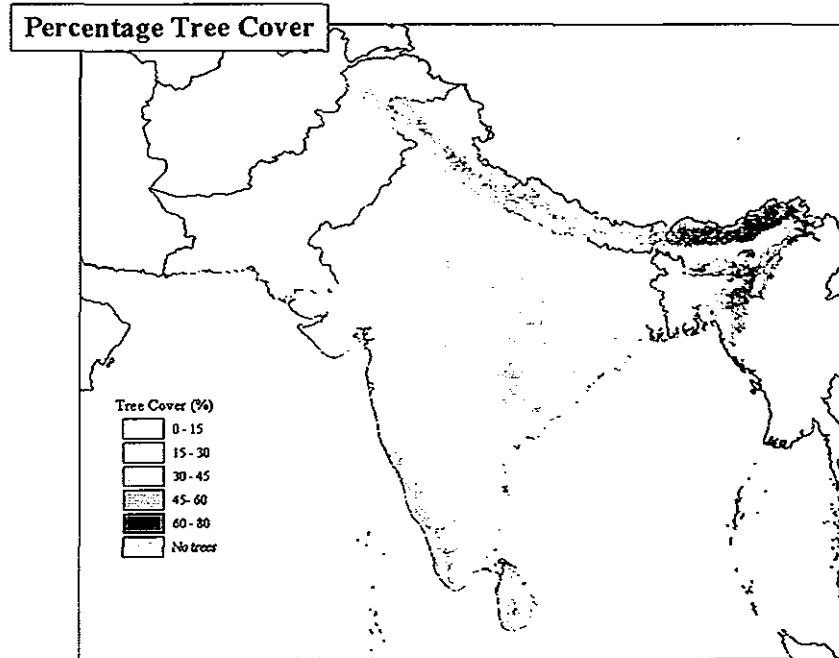 Percentage Tree Cover
Tree Cover (%)
0 - 15
15 - 30
30 - 45
45 - 60
60 - 80
No trees